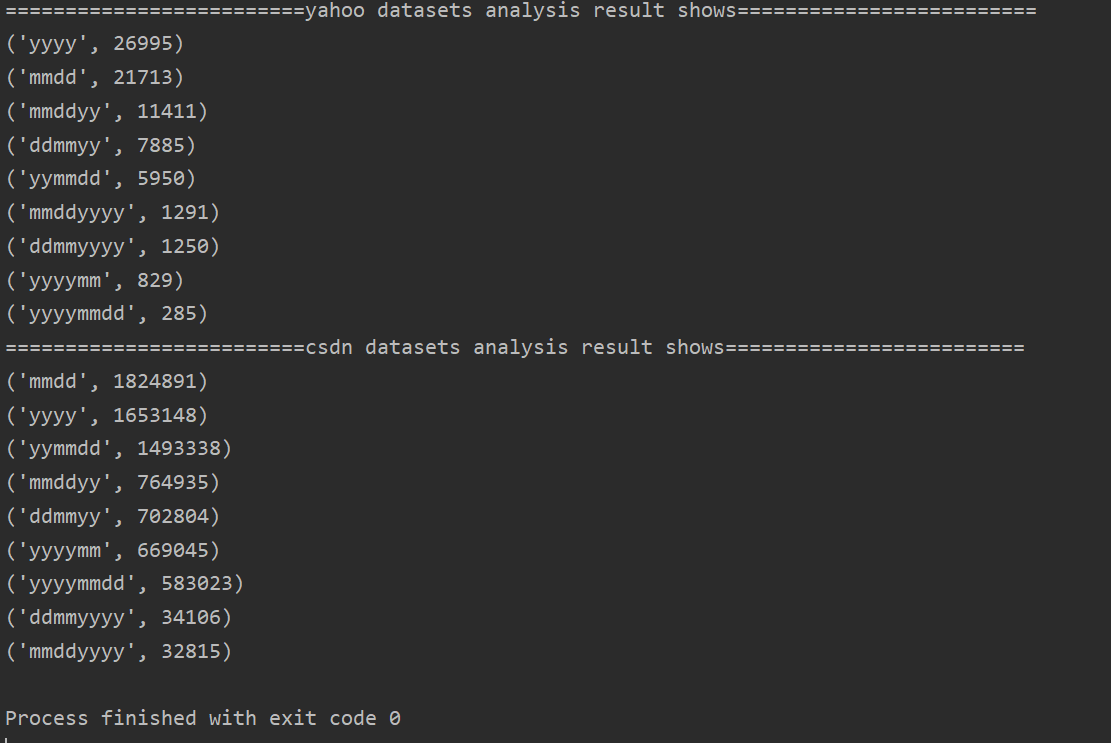 =========================yahoo datasets analysis result shows=========================
('yyyy', 26995)
('mmdd', 21713)
('mmddyy', 11411)
('ddmmyy', 7885)
('yymmdd', 5950)
('mmddyyyy', 1291)
('ddmmyyyy', 1250)
('yyyymm', 829)
('yyyymmdd', 285)
=========================csdn datasets analysis result shows=========================
('mmdd', 1824891)
('yyyy', 1653148)
('yymmdd', 1493338)
('mmddyy', 764935)
('ddmmyy', 702804)
('yyyymm', 669045)
('yyyymmdd', 583023)
('ddmmyyyy', 34106)
('mmddyyyy', 32815)
Process finished with exit code 0